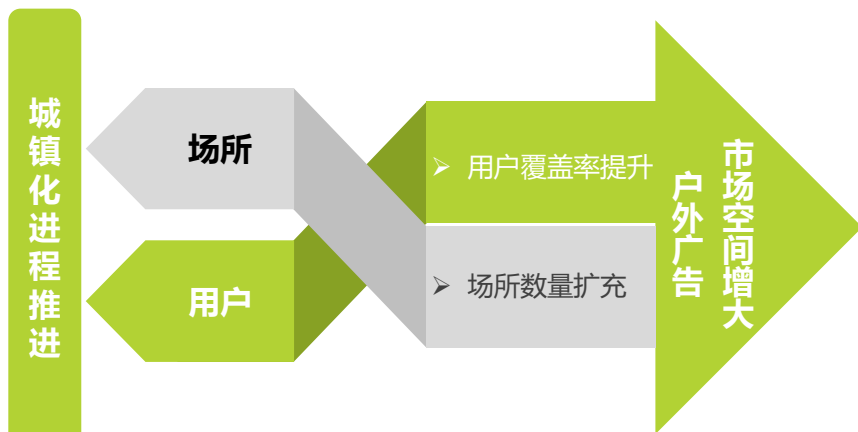 城镇化进程推进
场所
用户
用户覆盖率提升
场所数量扩充
户外广告
市场空间增大